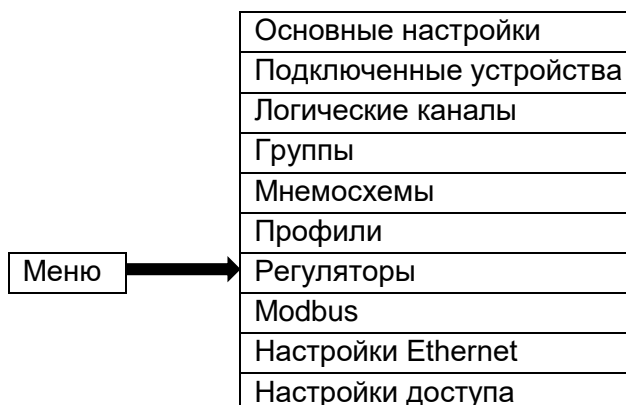 Основные настройки
Подключенные устройства
Логические каналы
Группы
Мнемосхемы
Профили
Меню
Регуляторы
Modbus
Настройки Ethernet
Настройки доступа